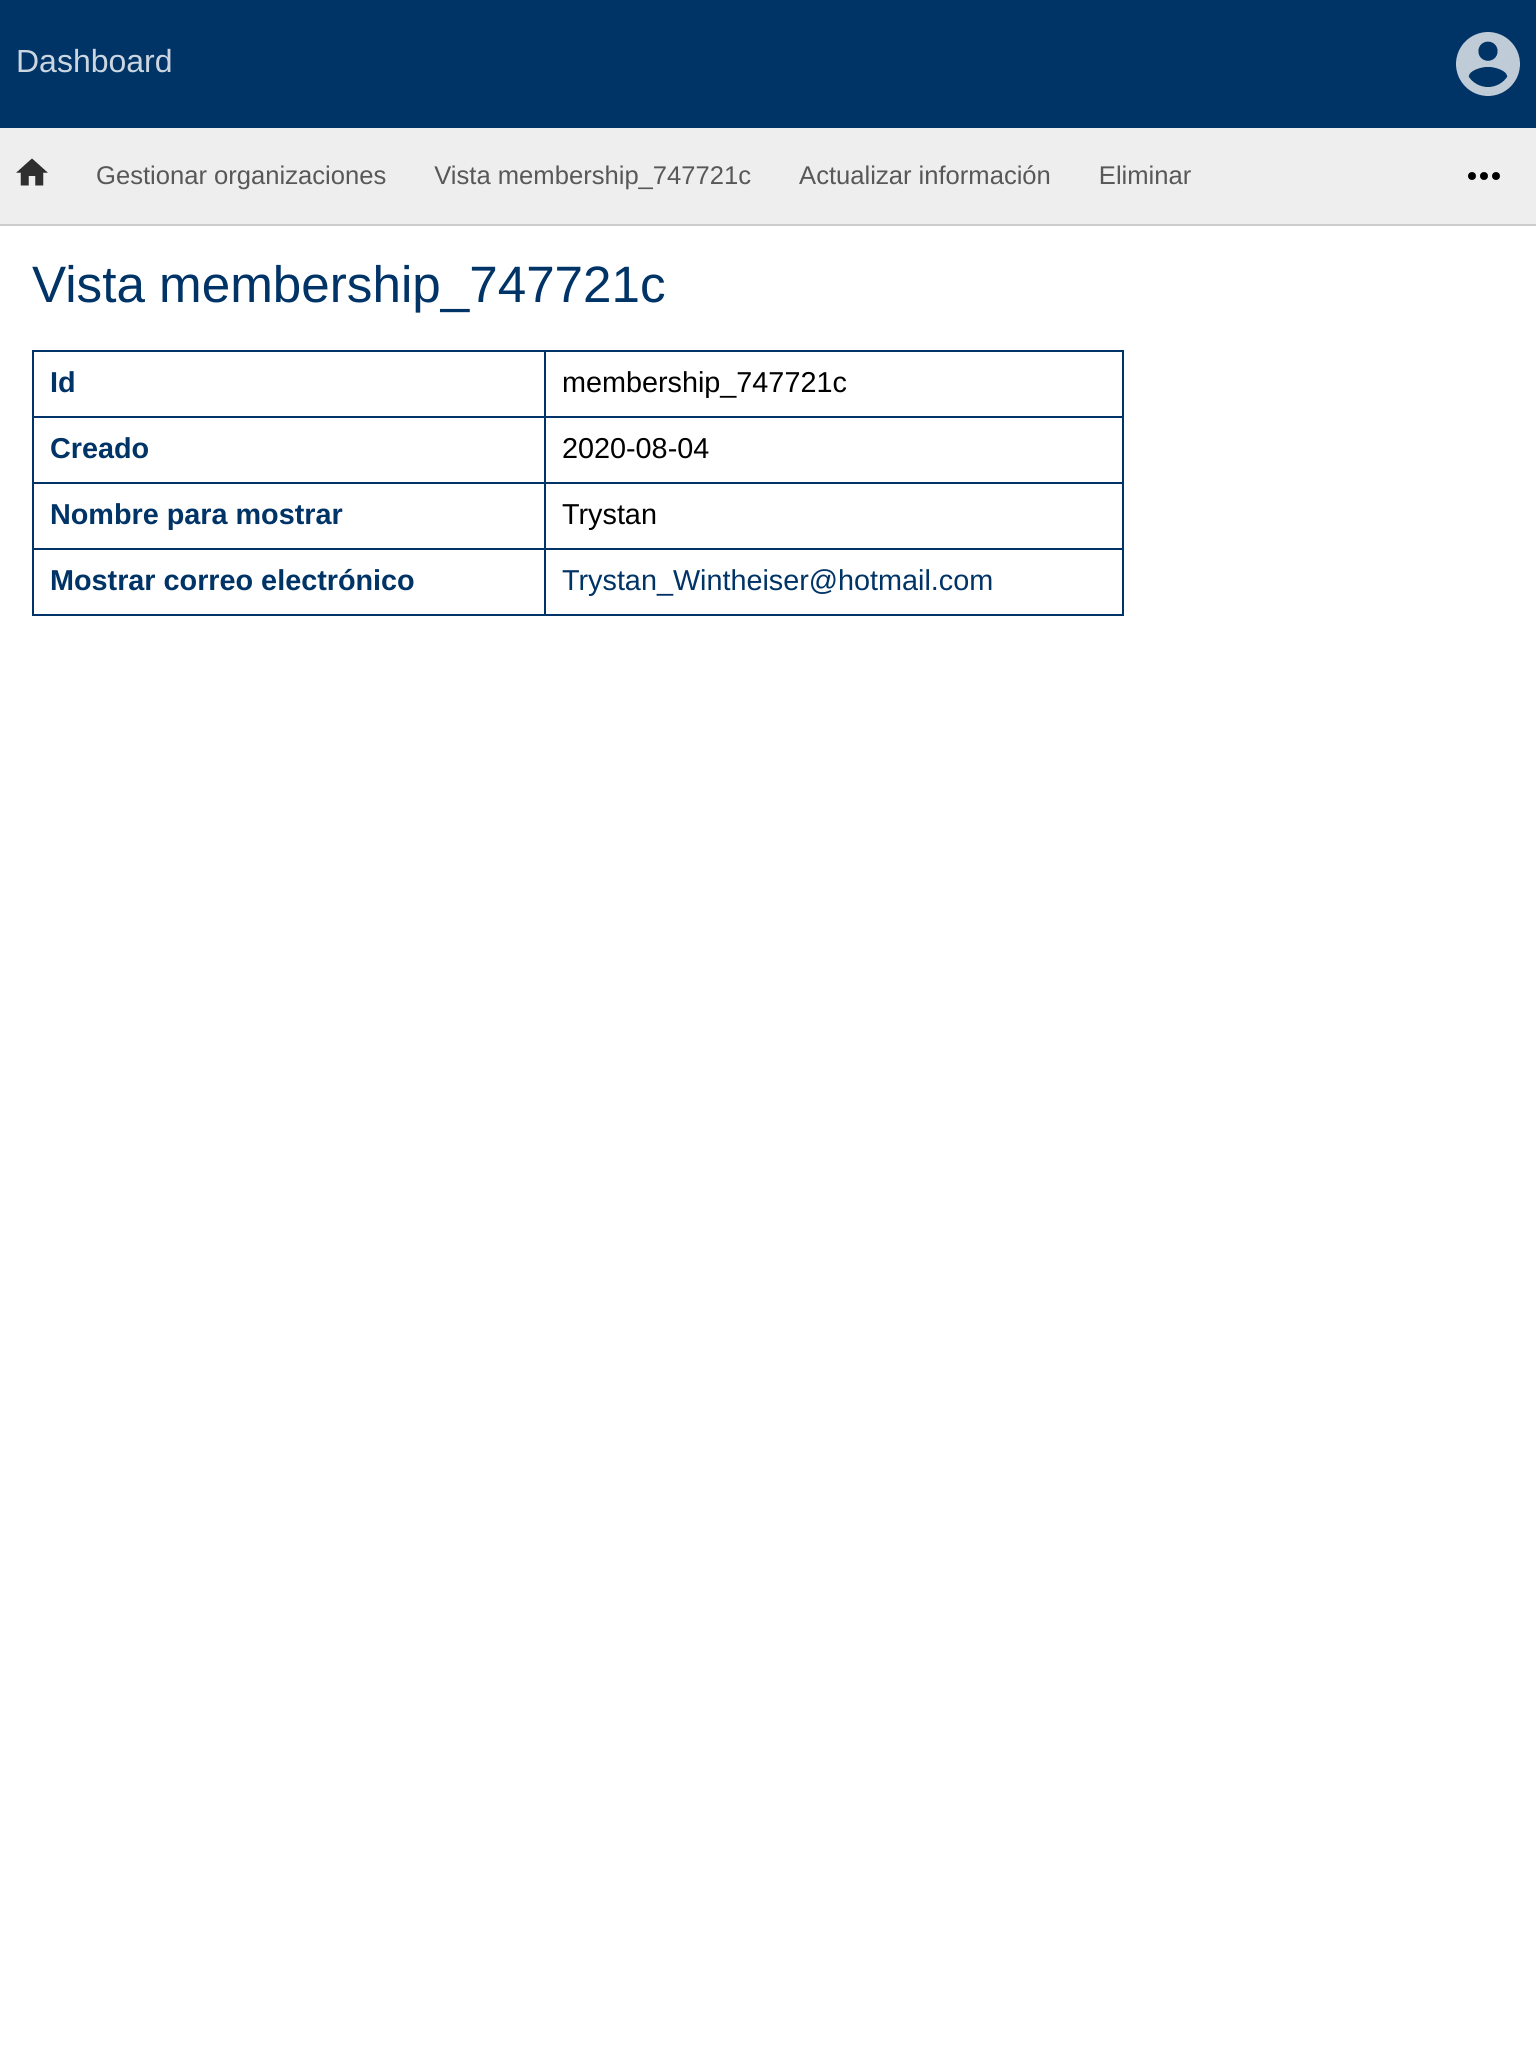 Dashboard
Gestionar organizaciones Vista membership_747721c Actualizar información Eliminar
Vista membership_747721c
Id membership_747721c
Creado 2020-08-04
Nombre para mostrar Trystan
Mostrar correo electrónico Trystan_Wintheiser@hotmail.com